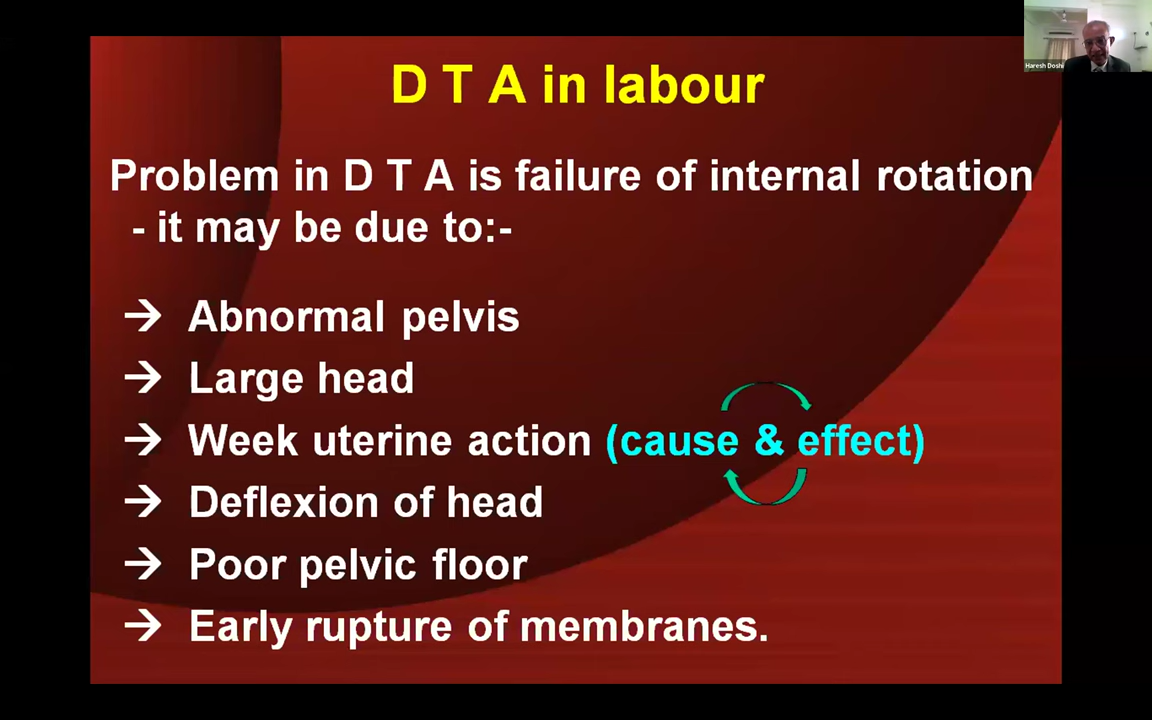 D T A in labour
Haresh Doshi
Problem in D T A is failure of internal rotation
- it may be due to:-
→ Abnormal pelvis
→ Large head
→ Week uterine action (cause & effect)
→ Deflexion of head
→ Poor pelvic floor
→ Early rupture of membranes.